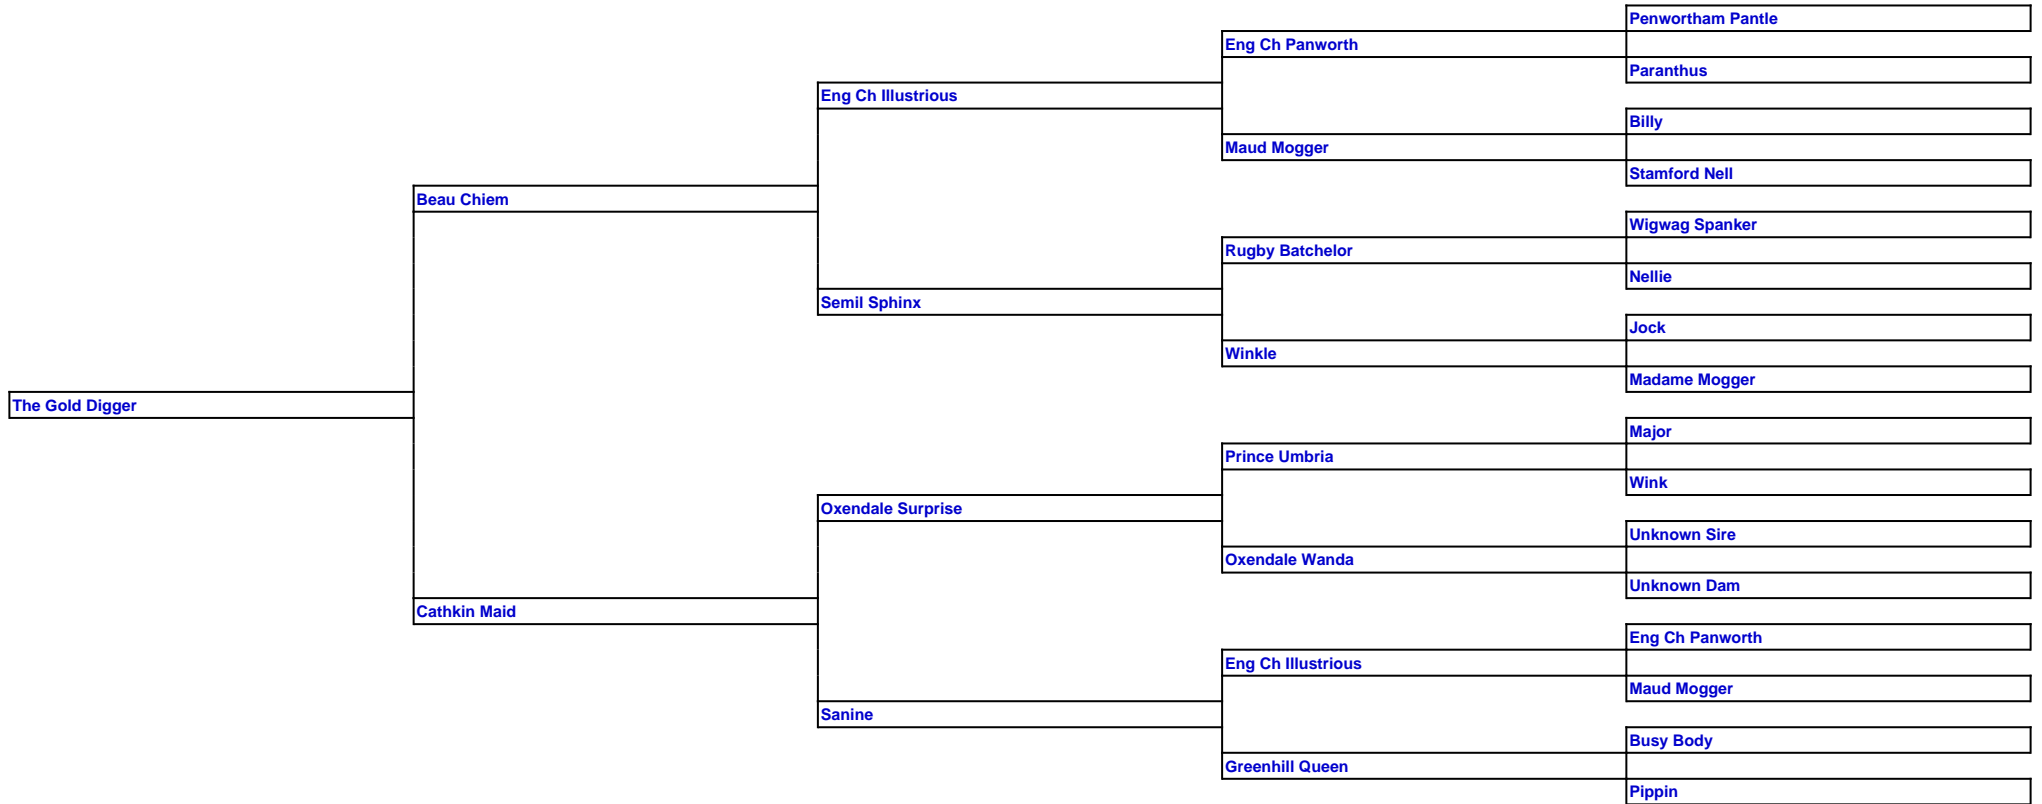 Penwortham Pantle
Eng Ch Panworth
Paranthus
Eng Ch Illustrious
Billy
Maud Mogger
Stamford Nell
Beau Chiem
Wigwag Spanker
Rugby Batchelor
Nellie
Semil Sphinx
Jock
Winkle
Madame Mogger
The Gold Digger
Major
Prince Umbria
Wink
Oxendale Surprise
Unknown Sire
Oxendale Wanda
Unknown Dam
Cathkin Maid
Eng Ch Panworth
Eng Ch Illustrious
Maud Mogger
Sanine
Busy Body
Greenhill Queen
Pippin